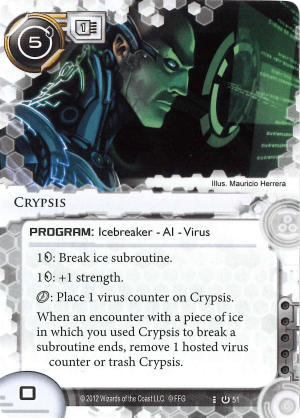 5
1
Illus. Mauricio Herrera
CRYPSIS
PROGRAM: Icebreaker - AI - Virus
1: Break ice subroutine.
1: +1 strength.
: Place 1 virus counter on Crypsis.
When an encounter with a piece of ice
in which you used Crypsis to break a
subroutine ends, remove 1 hosted virus
counter or trash Crypsis.
0
© 2012 Wizards of the Coast LLC. © FFG
51